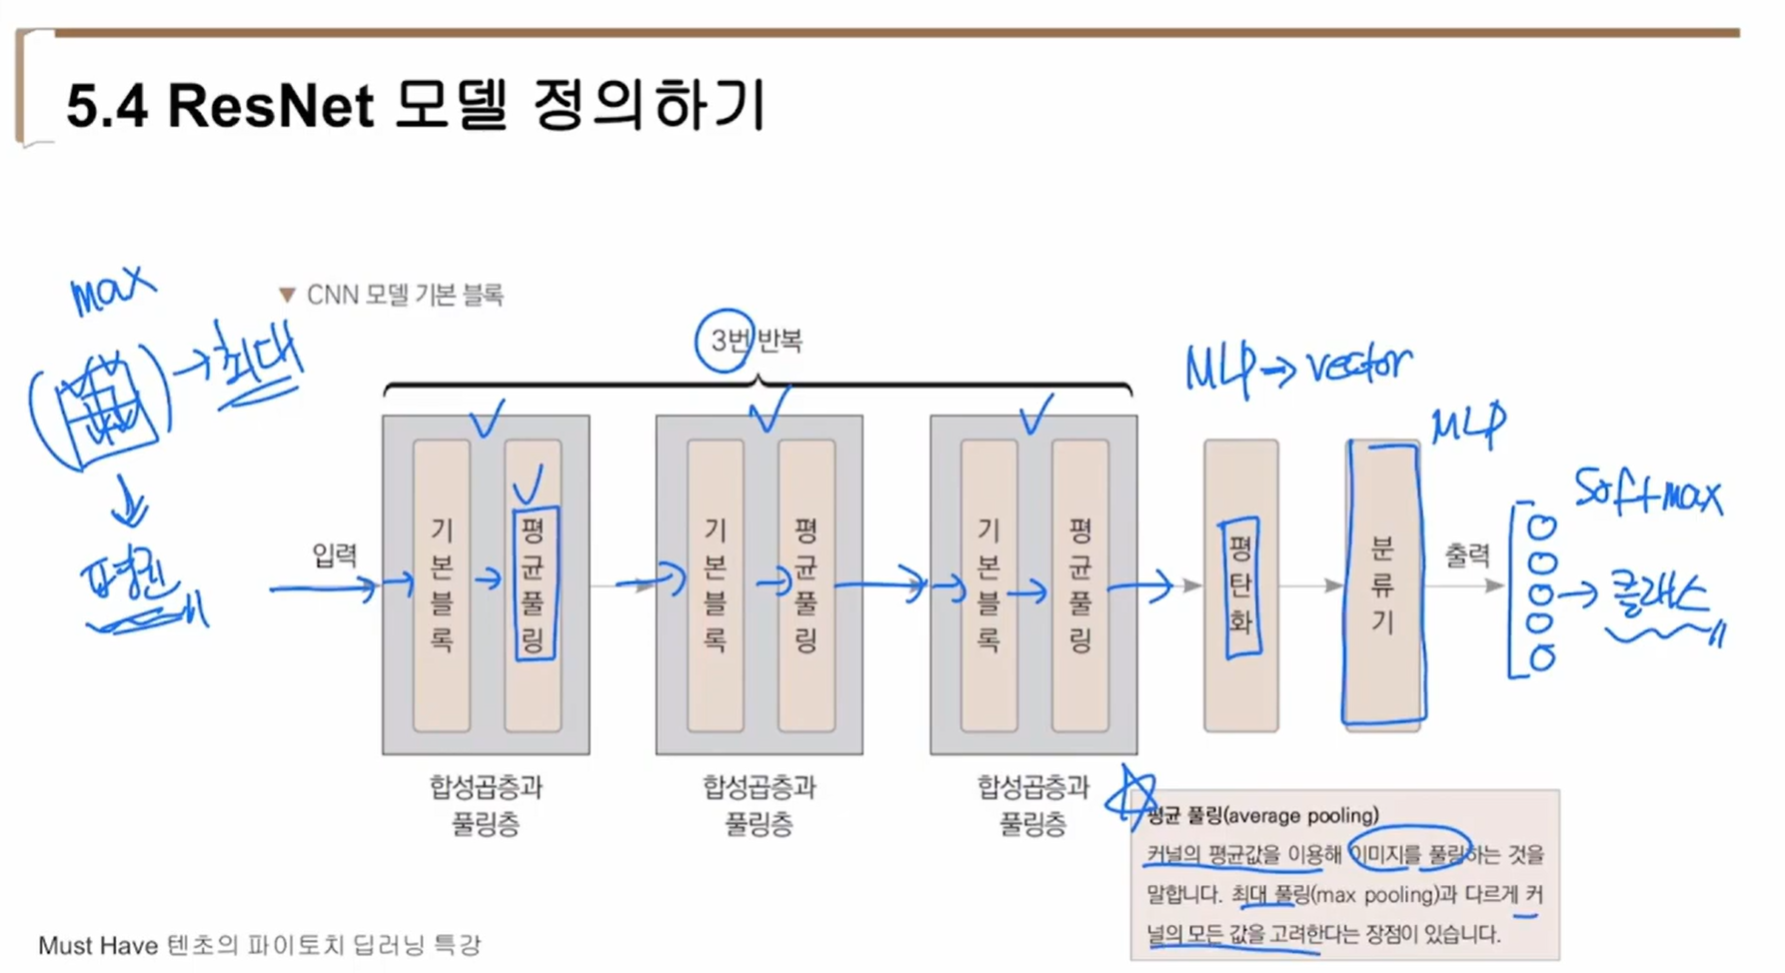 5.4 ResNet 모델 정의하기
max
▼ CNN 모델 기본 블록
3번 반복
→ 최대
MLP → vector
MLP
Softmax
평균
입력
기본블록
평균풀링
기본블록
평균풀링
기본블록
평균풀링
평탄화
분류기
출력
→ 클래스
합성곱층과
풀링층
합성곱층과
풀링층
합성곱층과
풀링층
평균 풀링(average pooling)
커널의 평균값을 이용해 이미지를 풀링하는 것을
말합니다. 최대 풀링(max pooling)과 다르게 커
널의 모든 값을 고려한다는 장점이 있습니다.
Must Have 텐초의 파이토치 딥러닝 특강